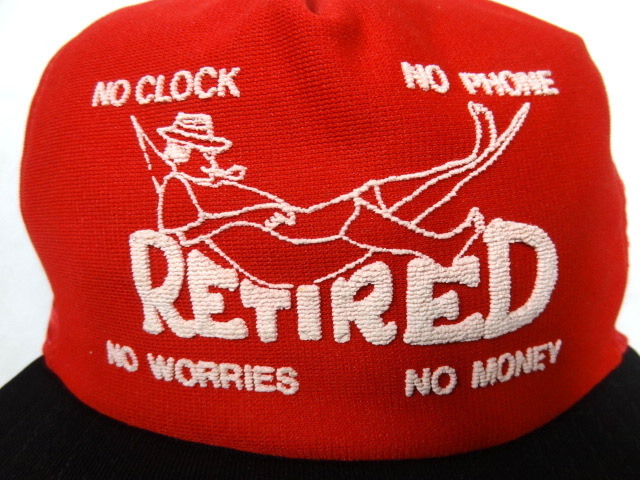 NO CLOCK
NO PHONE
RETIRED
NO WORRIES
NO MONEY